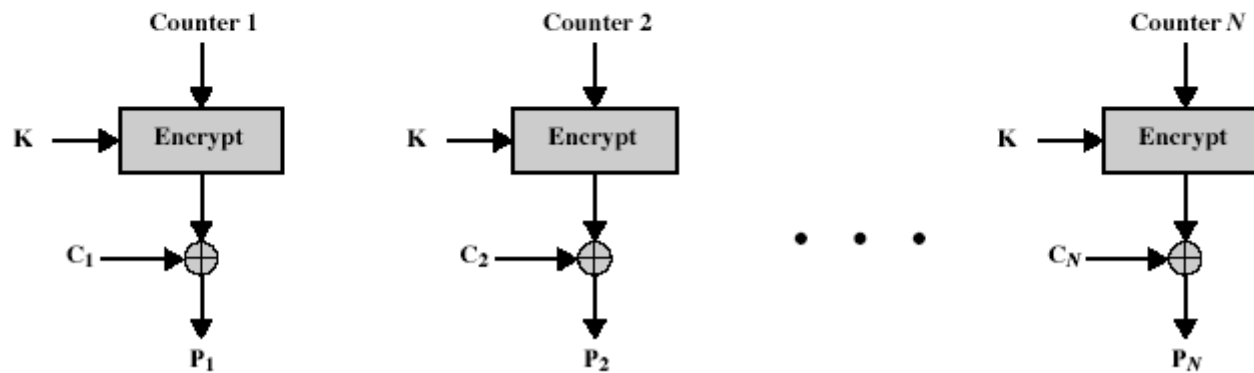 Counter 1 Counter 2 Counter N
K Encrypt K Encrypt K Encrypt
C1 C2 CN
P1 P2 PN